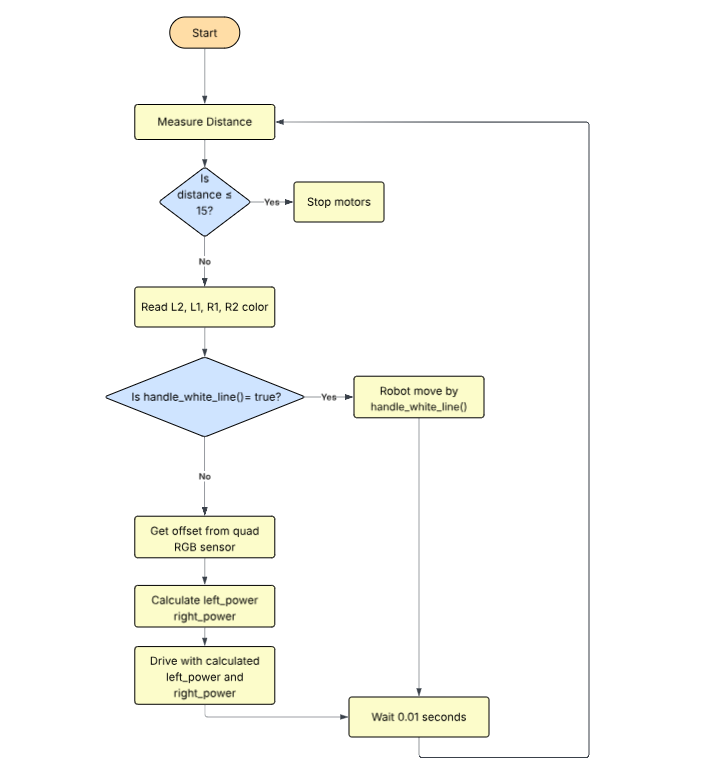 Start
Measure Distance
Is
distance ≤
15?
Yes
Stop motors
No
Read L2, L1, R1, R2 color
Is handle_white_line()= true?
Yes
Robot move by
handle_white_line()
No
Get offset from quad
RGB sensor
Calculate left_power
right_power
Drive with calculated
left_power and
right_power
Wait 0.01 seconds